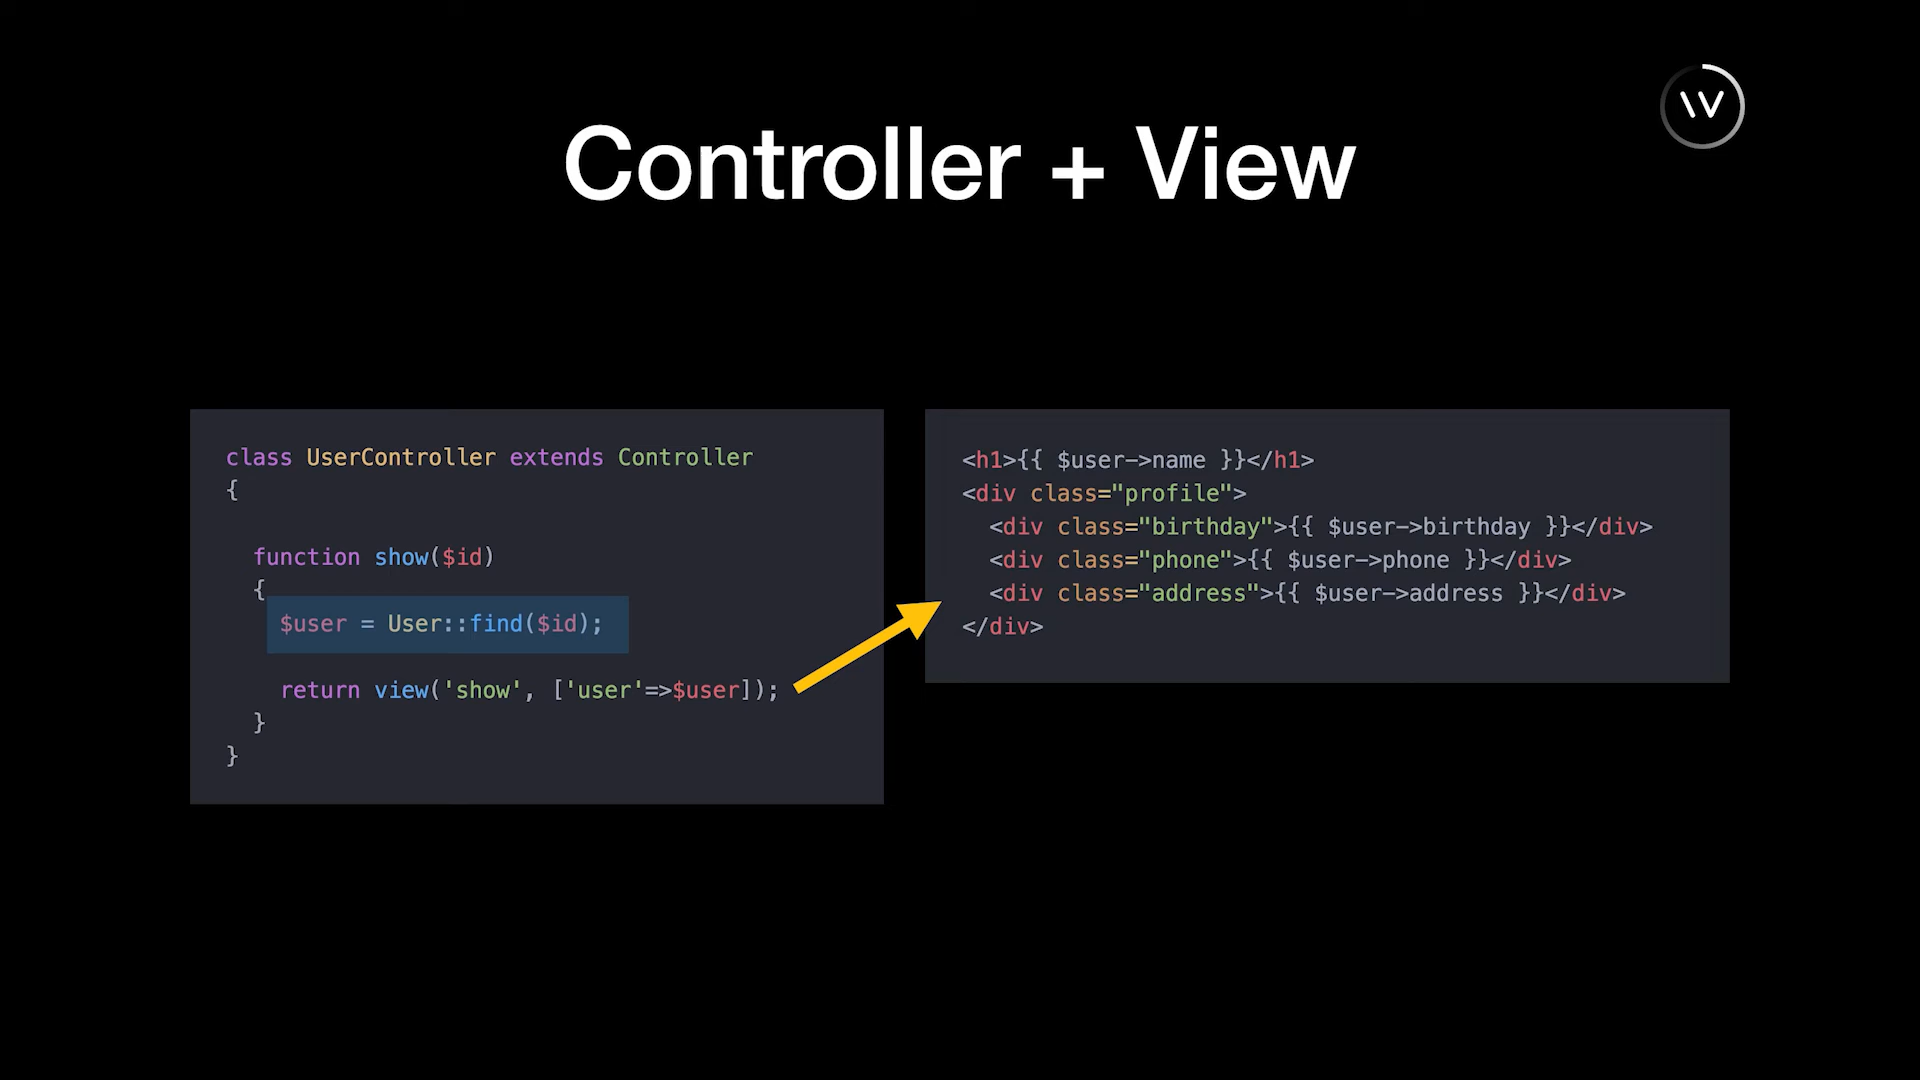 W
Controller + View
class UserController extends Controller
{
function show($id)
{
$user = User::find($id);
return view('show', ['user'=>$user]);
}
}
<h1>{{ $user->name }}</h1>
<div class="profile">
<div class="birthday">{{ $user->birthday }}</div>
<div class="phone">{{ $user->phone }}</div>
<div class="address">{{ $user->address }}</div>
</div>